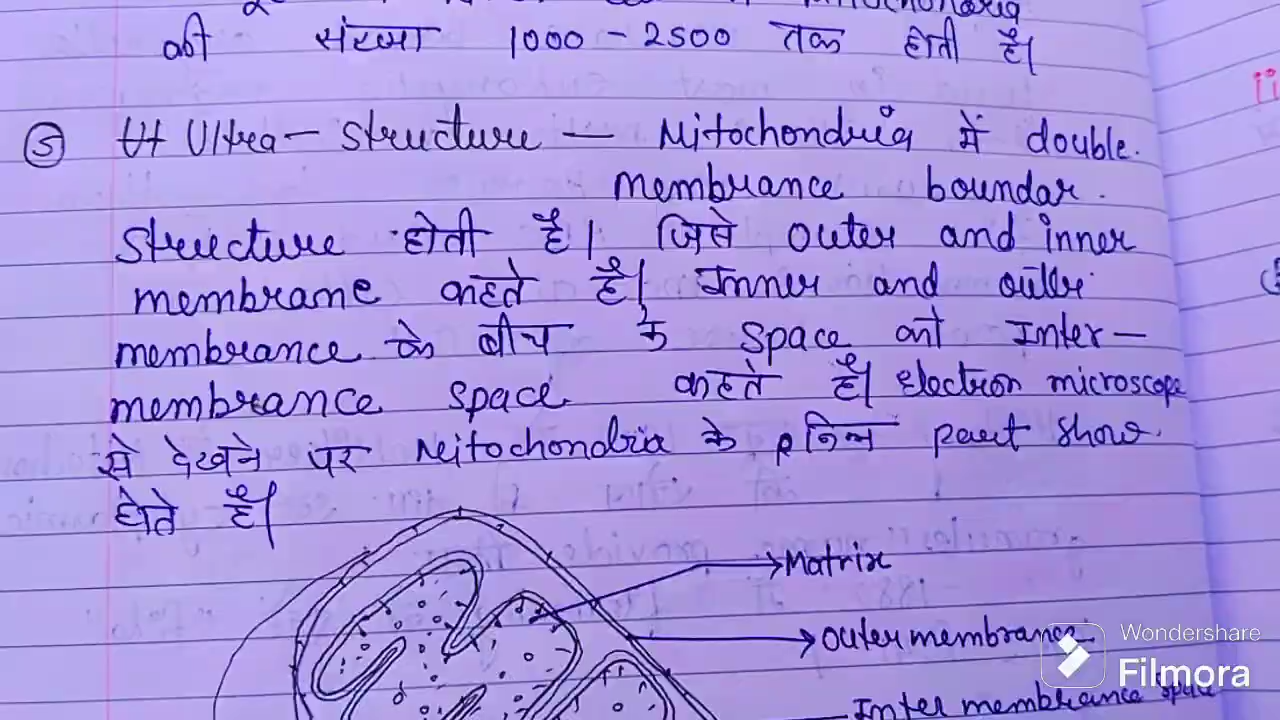 की संख्या 1000 - 2500 तक होती है।
⑤ Ultra - structure — Mitochondria में double.
membrance boundar.
structure होती है। जिसे outer and inner
membrane कहते है। Inner and outer
membrance के बीच के space को Inter -
membrance space कहते है। electron microscope
से देखने पर Mitochondria के निम्न part show.
होते है।
Matrix
outer membrance
Inter membrance space
Wondershare
Filmora